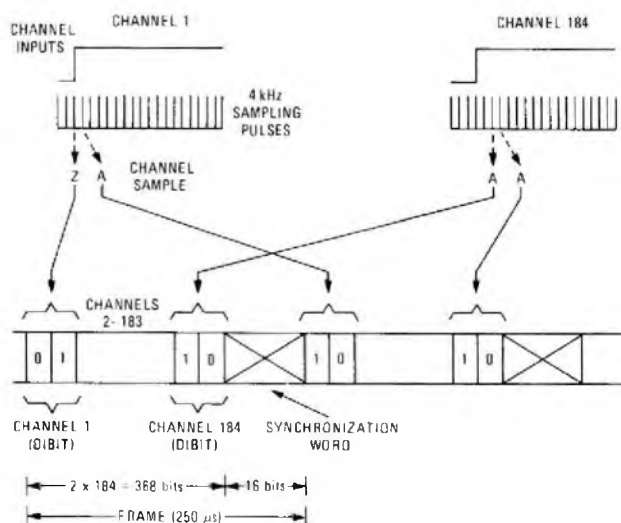 CHANNEL
INPUTS
CHANNEL 1
CHANNEL 184
4 kHz
SAMPLING
PULSES
CHANNEL
SAMPLE
Z A
A A
CHANNELS
2-183
0 1
1 0
1 0
1 0
CHANNEL 1
(DIBIT)
CHANNEL 184
(DIBIT)
SYNCHRONIZATION
WORD
2 x 184 = 368 bits
16 bits
FRAME (250 µs)